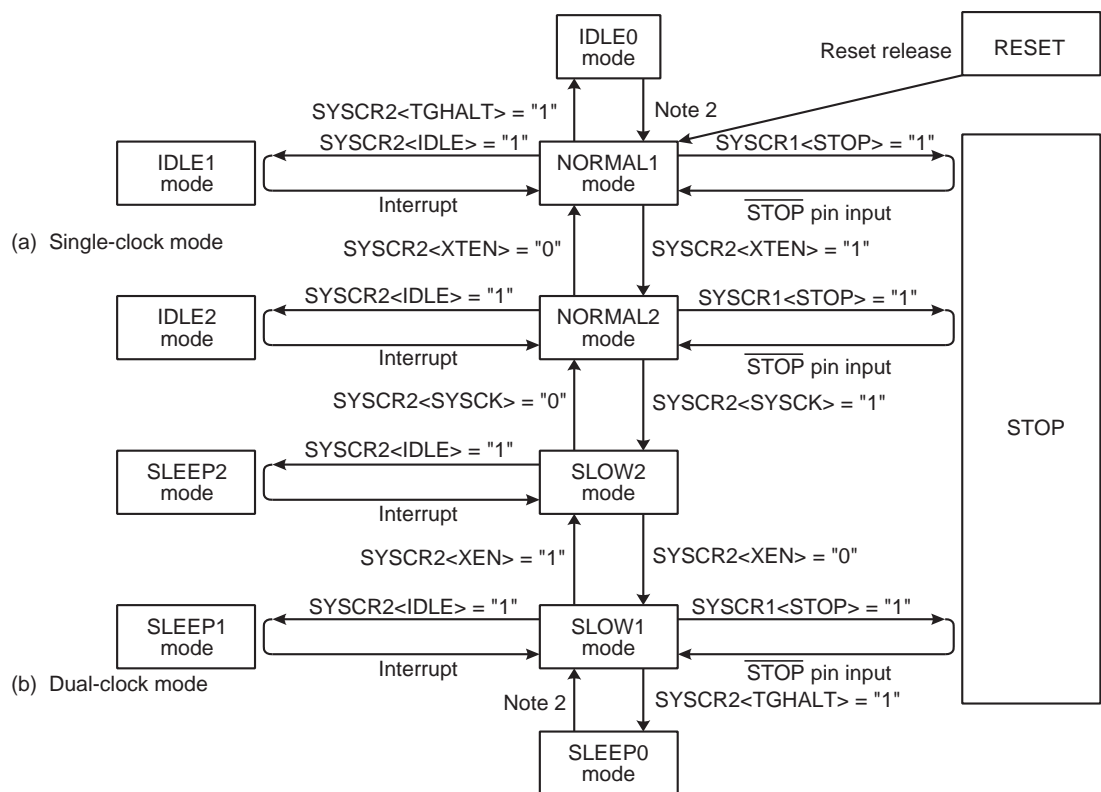 IDLE0
mode
Reset release
RESET
SYSCR2<TGHALT> = "1"
Note 2
IDLE1
mode
SYSCR2<IDLE> = "1"
Interrupt
NORMAL1
mode
SYSCR1<STOP> = "1"
STOP pin input
(a) Single-clock mode
SYSCR2<XTEN> = "0"
SYSCR2<XTEN> = "1"
IDLE2
mode
SYSCR2<IDLE> = "1"
Interrupt
NORMAL2
mode
SYSCR1<STOP> = "1"
STOP pin input
SYSCR2<SYSCK> = "0"
SYSCR2<SYSCK> = "1"
STOP
SLEEP2
mode
SYSCR2<IDLE> = "1"
Interrupt
SLOW2
mode
SYSCR2<XEN> = "1"
SYSCR2<XEN> = "0"
SLEEP1
mode
SYSCR2<IDLE> = "1"
Interrupt
SLOW1
mode
SYSCR1<STOP> = "1"
STOP pin input
(b) Dual-clock mode
Note 2
SYSCR2<TGHALT> = "1"
SLEEP0
mode